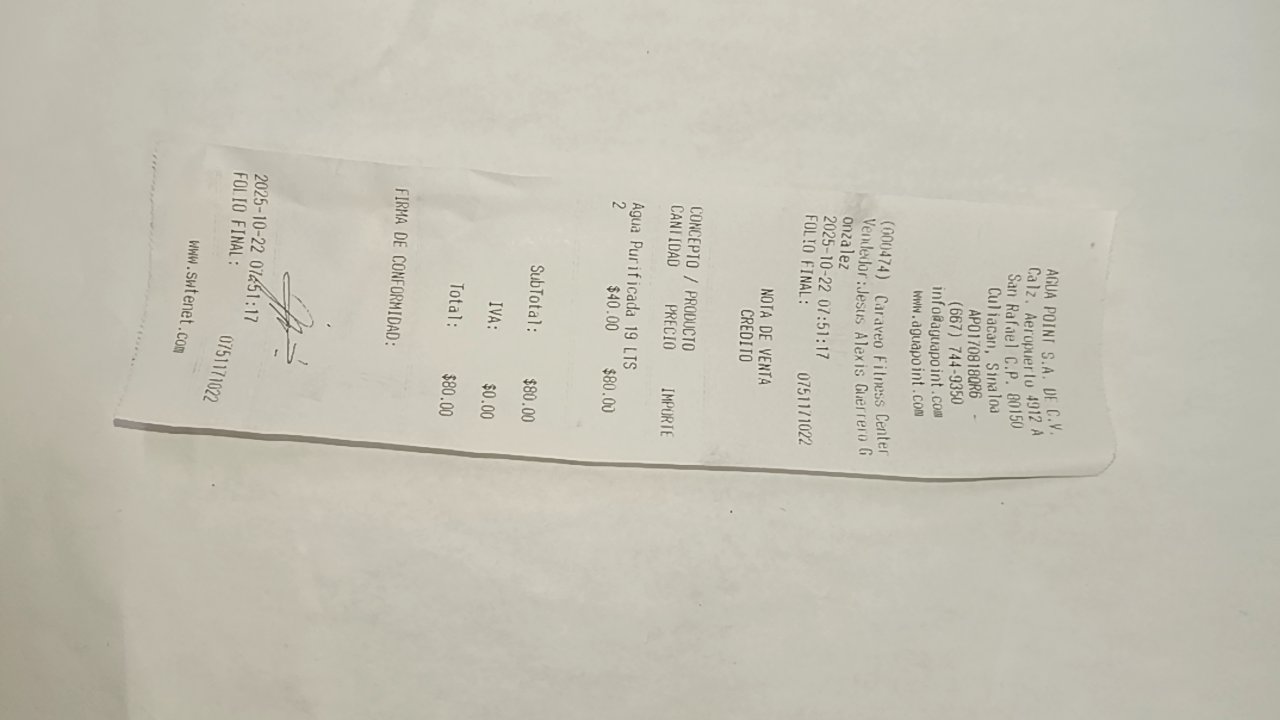 AGUA POINT S.A. DE C.V.
Calz. Aeropuerto 4912 A
San Rafael C.P. 80150
Culiacan, Sinaloa
APO1708180R6 -
(667) 744-9350
info@aguapoint.com
www.aguapoint.com
(000474) Caraveo Fitness Center
Vendedor:Jesus Alexis Guerrero G
onzalez
2025-10-22 07:51:17
FOLIO FINAL: 0751171022
NOTA DE VENTA
CREDITO
CONCEPTO / PRODUCTO
CANTIDAD PRECIO IMPORTE
Agua Purificada 19 LTS
2 $40.00 $80.00
SubTotal: $80.00
IVA: $0.00
Total: $80.00
FIRMA DE CONFORMIDAD:
2025-10-22 07:51:17
FOLIO FINAL: 0751171022
www.swtenet.com